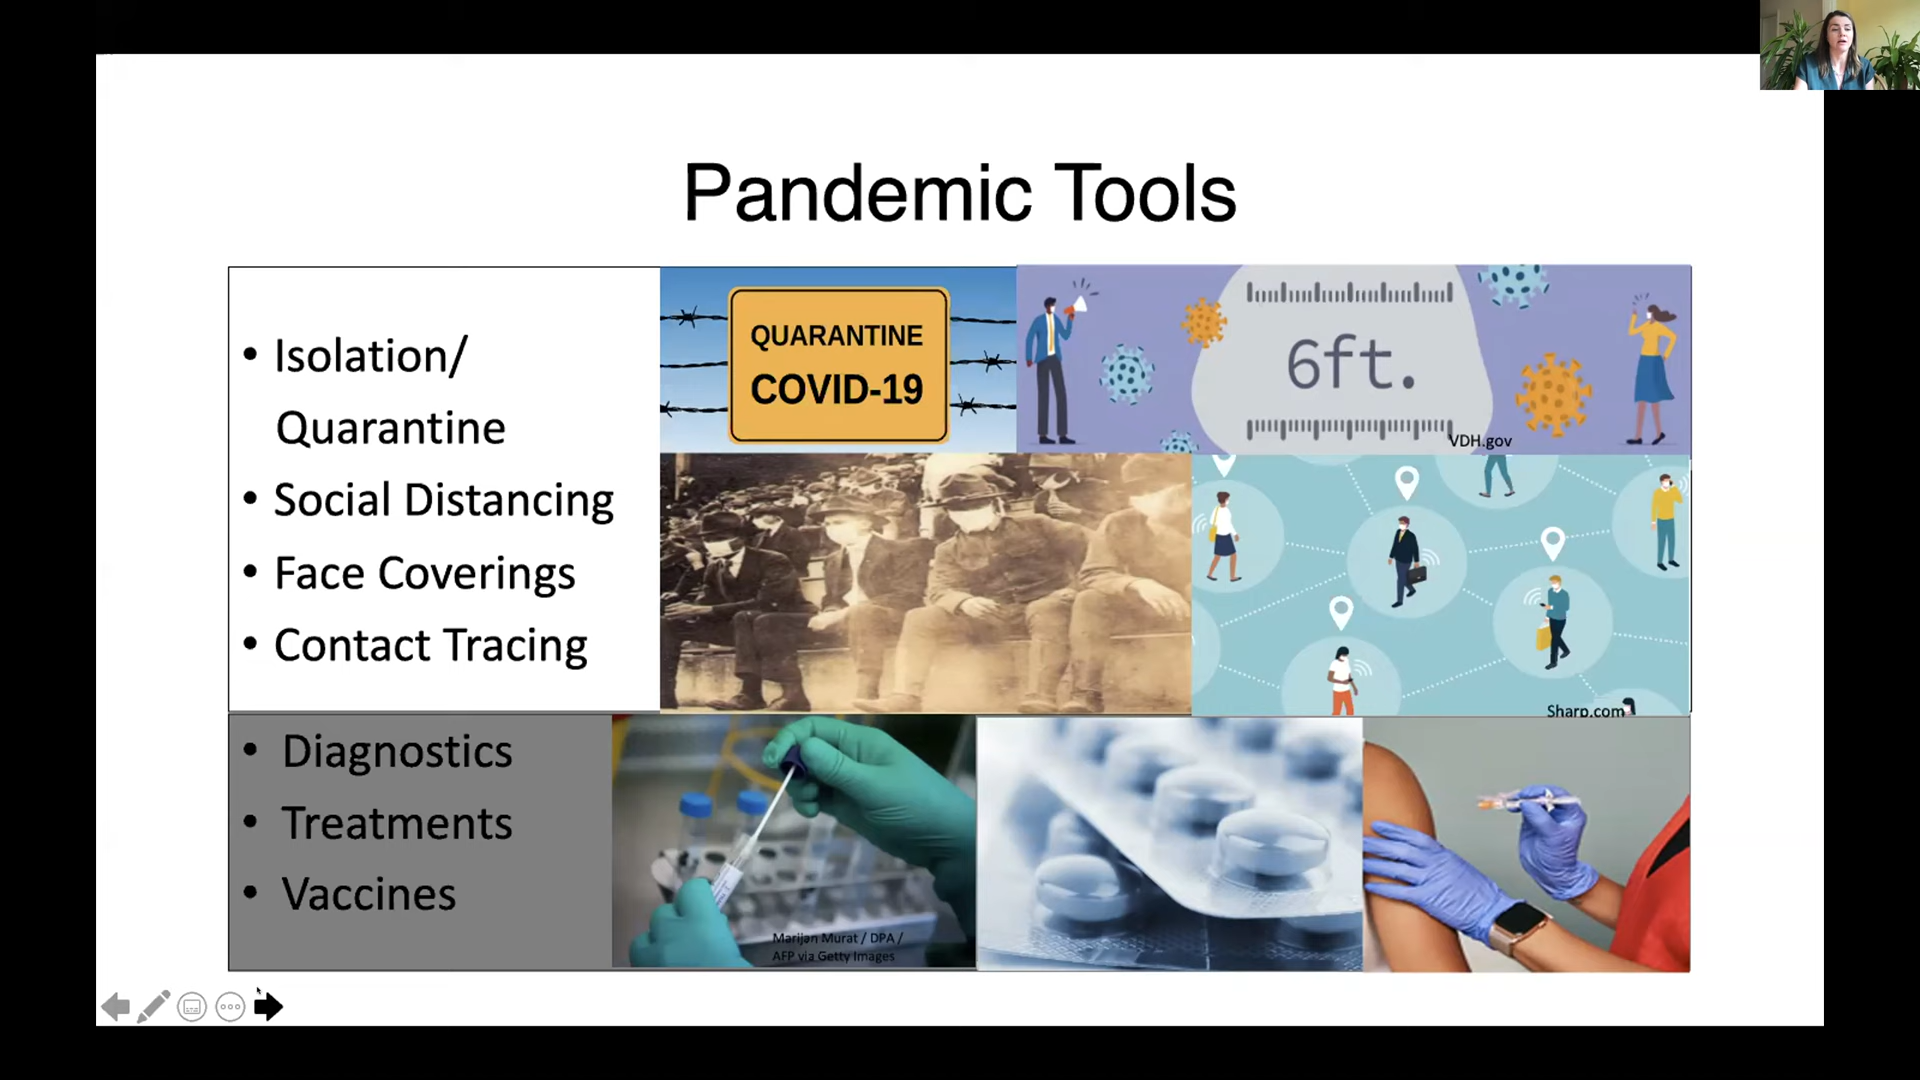 Pandemic Tools
• Isolation/
Quarantine
• Social Distancing
• Face Coverings
• Contact Tracing
QUARANTINE
COVID-19
6ft.
VDH.gov
Sharp.com
• Diagnostics
• Treatments
• Vaccines
Marijan Murat / DPA /
AFP via Getty Images